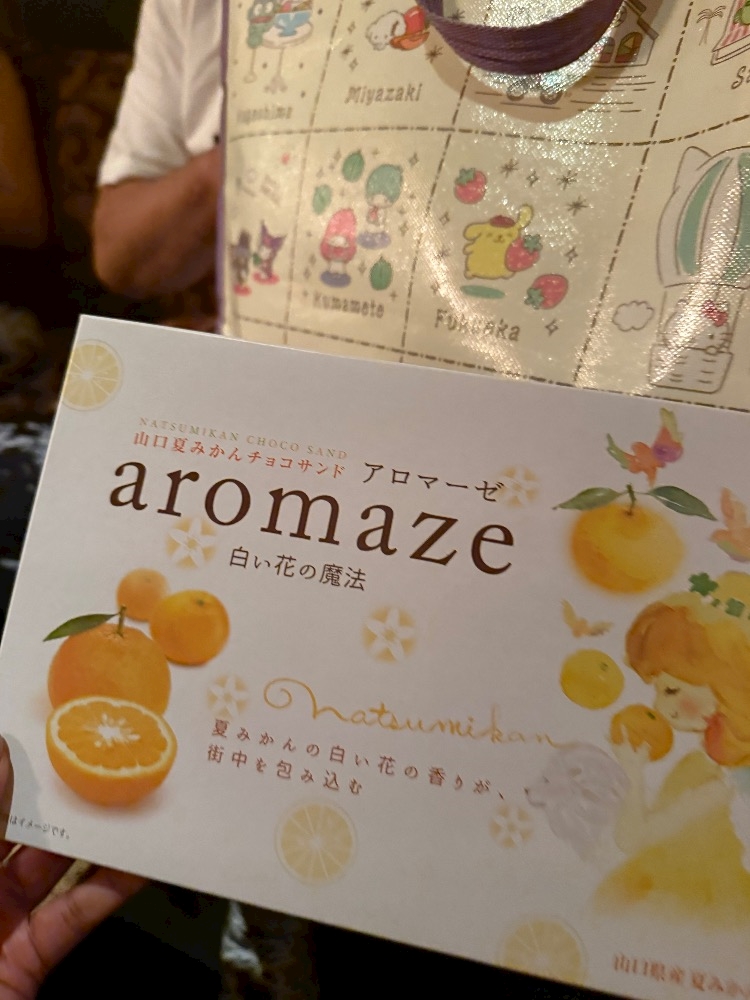 Miyazaki
Kumamoto
Fukuoka
NATSUMIKAN CHOCO SAND
山口夏みかんチョコサンド
アロマーゼ
aromaze
白い花の魔法
Natsumikan
夏みかんの白い花の香りが、
街中を包み込む
はイメージです。
山口県産夏みか